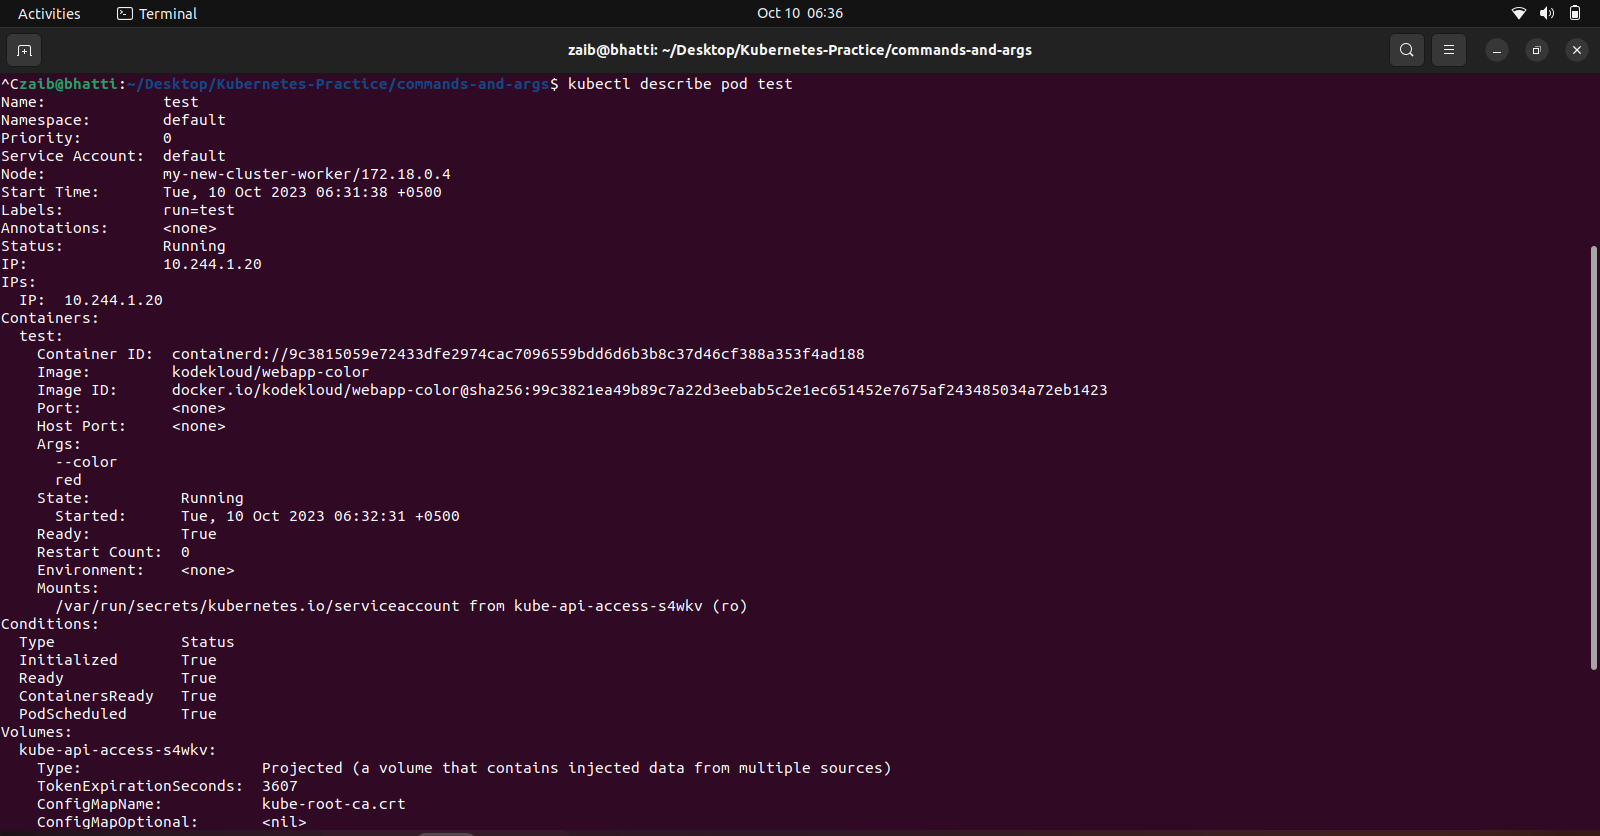 Activities
Terminal
Oct 10 06:36
zaib@bhatti: ~/Desktop/Kubernetes-Practice/commands-and-args
^Czaib@bhatti:~/Desktop/Kubernetes-Practice/commands-and-args$ kubectl describe pod test
Name:             test
Namespace:        default
Priority:         0
Service Account:  default
Node:             my-new-cluster-worker/172.18.0.4
Start Time:       Tue, 10 Oct 2023 06:31:38 +0500
Labels:           run=test
Annotations:      <none>
Status:           Running
IP:               10.244.1.20
IPs:
  IP:  10.244.1.20
Containers:
  test:
    Container ID:  containerd://9c3815059e72433dfe2974cac7096559bdd6d6b3b8c37d46cf388a353f4ad188
    Image:         kodekloud/webapp-color
    Image ID:      docker.io/kodekloud/webapp-color@sha256:99c3821ea49b89c7a22d3eebab5c2e1ec651452e7675af243485034a72eb1423
    Port:          <none>
    Host Port:     <none>
    Args:
      --color
      red
    State:          Running
      Started:      Tue, 10 Oct 2023 06:32:31 +0500
    Ready:          True
    Restart Count:  0
    Environment:    <none>
    Mounts:
      /var/run/secrets/kubernetes.io/serviceaccount from kube-api-access-s4wkv (ro)
Conditions:
  Type              Status
  Initialized       True
  Ready             True
  ContainersReady   True
  PodScheduled      True
Volumes:
  kube-api-access-s4wkv:
    Type:                    Projected (a volume that contains injected data from multiple sources)
    TokenExpirationSeconds:  3607
    ConfigMapName:           kube-root-ca.crt
    ConfigMapOptional:       <nil>